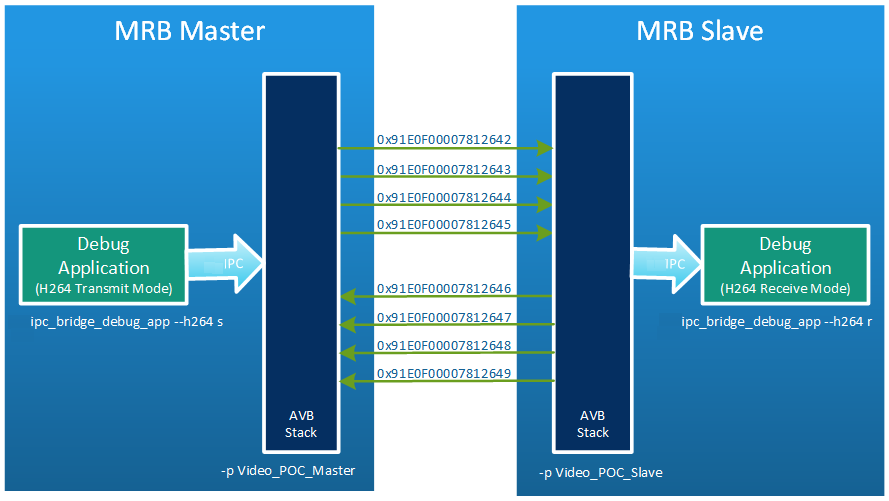 MRB Master
MRB Slave
0x91E0F00007812642
0x91E0F00007812643
0x91E0F00007812644
0x91E0F00007812645
Debug
Application
(H264 Transmit Mode)
IPC
IPC
Debug
Application
(H264 Receive Mode)
0x91E0F00007812646
0x91E0F00007812647
0x91E0F00007812648
0x91E0F00007812649
ipc_bridge_debug_app --h264 s
ipc_bridge_debug_app --h264 r
AVB
Stack
AVB
Stack
-p Video_POC_Master
-p Video_POC_Slave